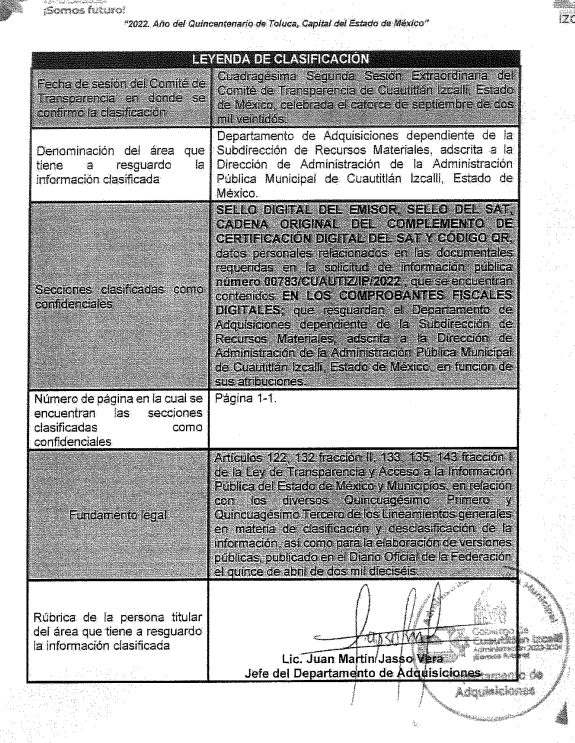 ¡Somos futuro!
"2022. Año del Quincentenario de Toluca, Capital del Estado de México"
LEYENDA DE CLASIFICACIÓN
Fecha de sesión del Comité de
Transparencia en donde se
confirmó la clasificación
Cuadragésima Segunda Sesión Extraordinaria del
Comité de Transparencia de Cuautitlán Izcalli, Estado
de México, celebrada el catorce de septiembre de dos
mil veintidós.
Denominación del área que
tiene a resguardo la
información clasificada
Departamento de Adquisiciones dependiente de la
Subdirección de Recursos Materiales, adscrita a la
Dirección de Administración de la Administración
Pública Municipal de Cuautitlán Izcalli, Estado de
México.
Secciones clasificadas como
confidenciales
SELLO DIGITAL DEL EMISOR, SELLO DEL SAT,
CADENA ORIGINAL DEL COMPLEMENTO DE
CERTIFICACIÓN DIGITAL DEL SAT Y CÓDIGO QR,
datos personales relacionados en las documentales
requeridas en la solicitud de información pública
número 00783/CUAUTIZ/IP/2022, que se encuentran
contenidos EN LOS COMPROBANTES FISCALES
DIGITALES; que resguardan el Departamento de
Adquisiciones dependiente de la Subdirección de
Recursos Materiales, adscrita a la Dirección de
Administración de la Administración Pública Municipal
de Cuautitlán Izcalli, Estado de México, en función de
sus atribuciones.
Número de página en la cual se
encuentran las secciones
clasificadas como
confidenciales
Página 1-1.
Fundamento legal
Artículos 122, 132 fracción II, 133, 135, 143 fracción I
de la Ley de Transparencia y Acceso a la Información
Pública del Estado de México y Municipios, en relación
con los diversos Quincuagésimo Primero y
Quincuagésimo Tercero de los Lineamientos generales
en materia de clasificación y desclasificación de la
información, así como para la elaboración de versiones
públicas, publicado en el Diario Oficial de la Federación
el quince de abril de dos mil dieciséis.
Rúbrica de la persona titular
del área que tiene a resguardo
la información clasificada
Lic. Juan Martín Jasso Vera
Jefe del Departamento de Adquisiciones
Gobierno de
Cuautitlán Izcalli
Administración 2022-2024
¡Somos futuro!
Departamento de
Adquisiciones